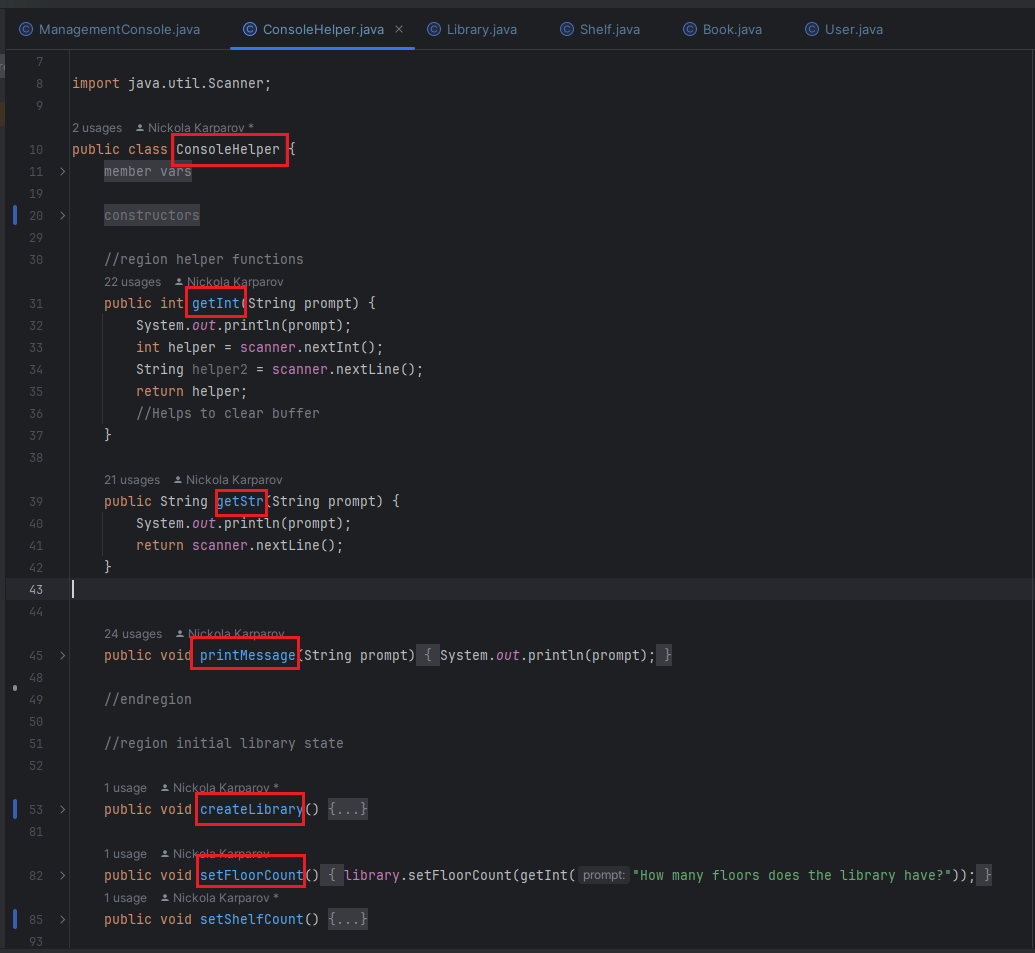 ManagementConsole.java ConsoleHelper.java Library.java Shelf.java Book.java User.java
7
8 import java.util.Scanner;
9
2 usages Nickola Karparov *
10 public class ConsoleHelper {
11 member vars
19
20 constructors
29
30 //region helper functions
22 usages Nickola Karparov
31 public int getInt(String prompt) {
32 System.out.println(prompt);
33 int helper = scanner.nextInt();
34 String helper2 = scanner.nextLine();
35 return helper;
36 //Helps to clear buffer
37 }
38
21 usages Nickola Karparov
39 public String getStr(String prompt) {
40 System.out.println(prompt);
41 return scanner.nextLine();
42 }
43
44
24 usages Nickola Karparov
45 public void printMessage(String prompt) { System.out.println(prompt); }
48
49 //endregion
50
51 //region initial library state
52
1 usage Nickola Karparov *
53 public void createLibrary() {...}
81
1 usage Nickola Karparov
82 public void setFloorCount() { library.setFloorCount(getInt( prompt: "How many floors does the library have?")); }
1 usage Nickola Karparov *
85 public void setShelfCount() {...}
93